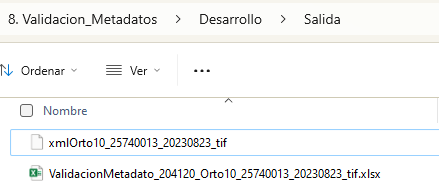 8. Validacion_Metadatos > Desarrollo > Salida
Ordenar Ver ...
Nombre
xmlOrto10_25740013_20230823_tif
ValidacionMetadato_204120_Orto10_25740013_20230823_tif.xlsx